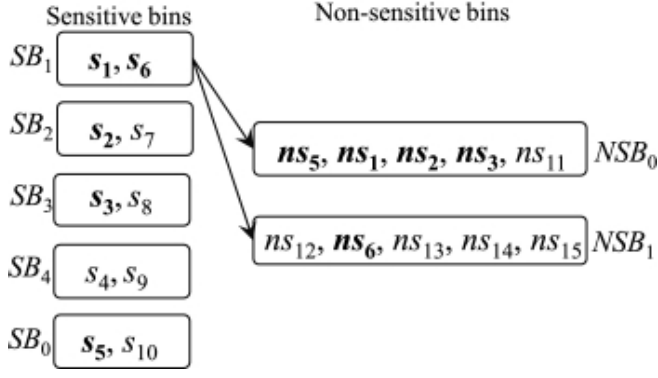 Sensitive bins
Non-sensitive bins
SB₁ s₁, s₆
SB₂ s₂, s₇
SB₃ s₃, s₈
SB₄ s₄, s₉
SB₀ s₅, s₁₀
ns₅, ns₁, ns₂, ns₃, ns₁₁ NSB₀
ns₁₂, ns₆, ns₁₃, ns₁₄, ns₁₅ NSB₁